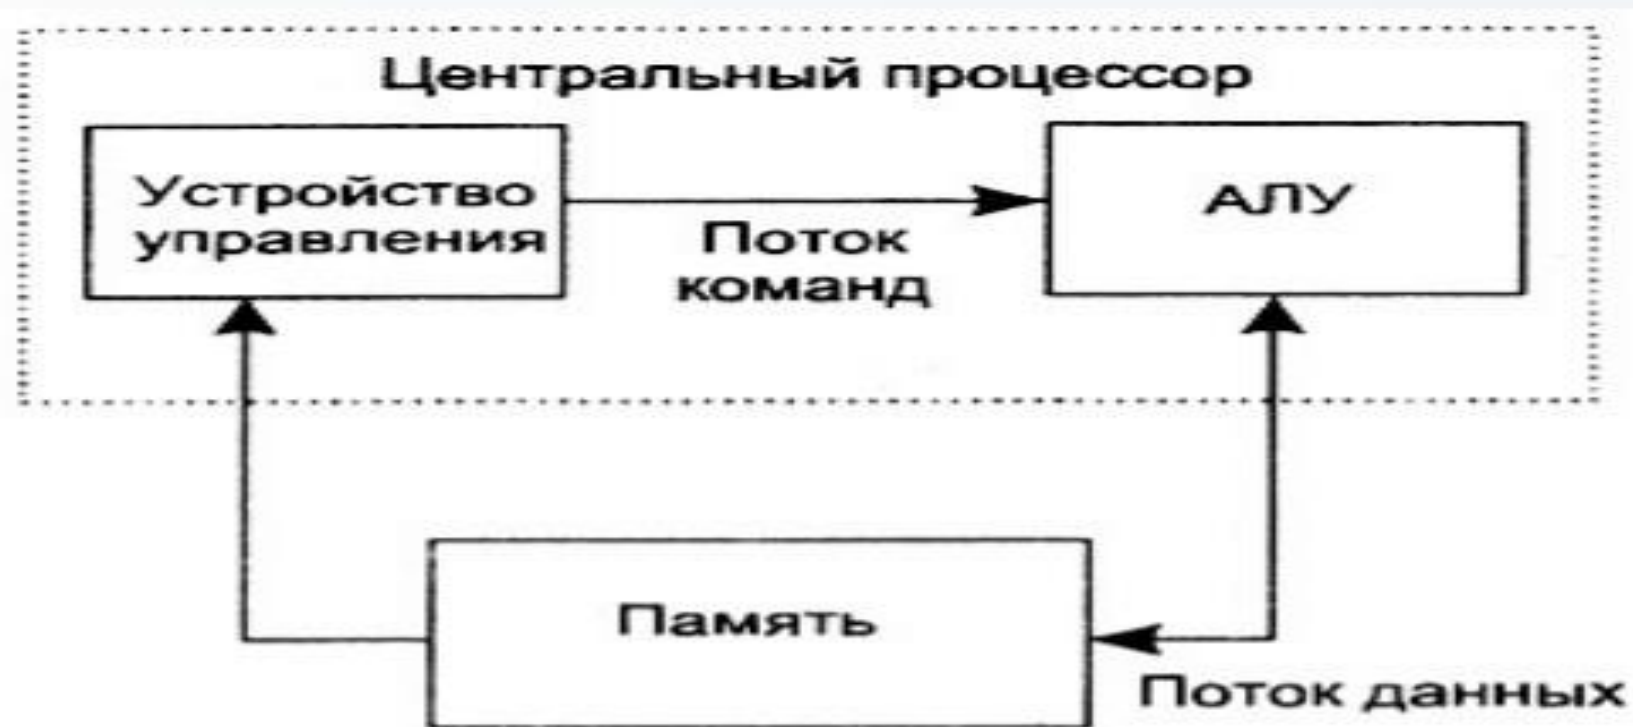 Центральный процессор
Устройство
управления
АЛУ
Поток
команд
Память
Поток данных